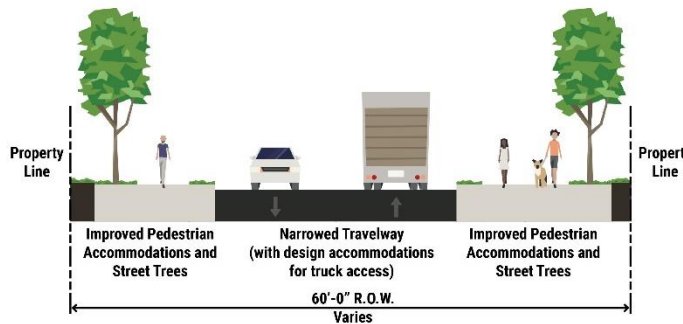 Property
Line
Propert
Line
Improved Pedestrian
Accommodations and
Street Trees
Narrowed Travelway
(with design accommodations
for truck access)
Improved Pedestrian
Accommodations and
Street Trees
60'-0" R.O.W.
Varies